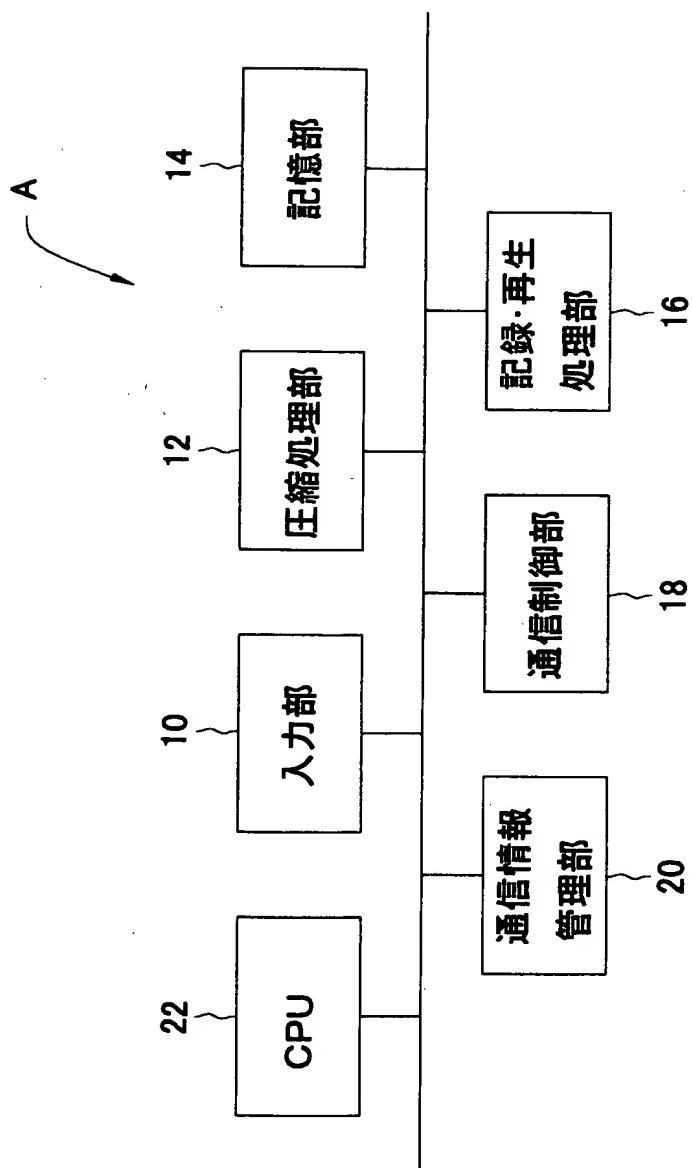 A
22
CPU
10
入力部
12
圧縮処理部
14
記憶部
通信情報
管理部
20
通信制御部
18
記録・再生
処理部
16